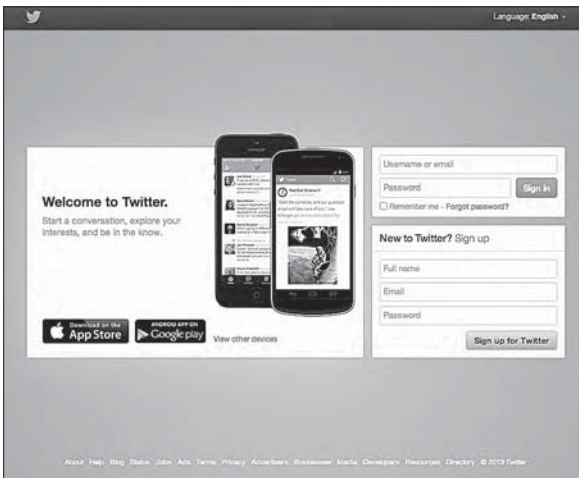 Language: English
Welcome to Twitter.
Start a conversation, explore your
interests, and be in the know.
Download on the
App Store
ANDROID APP ON
Google play
View other devices
Username or email
Password
Sign in
Remember me - Forgot password?
New to Twitter? Sign up
Full name
Email
Password
Sign up for Twitter
About Help Blog Status Jobs Ads Terms Privacy Advertisers Businesses Media Developers Resources Directory © 2013 Twitter